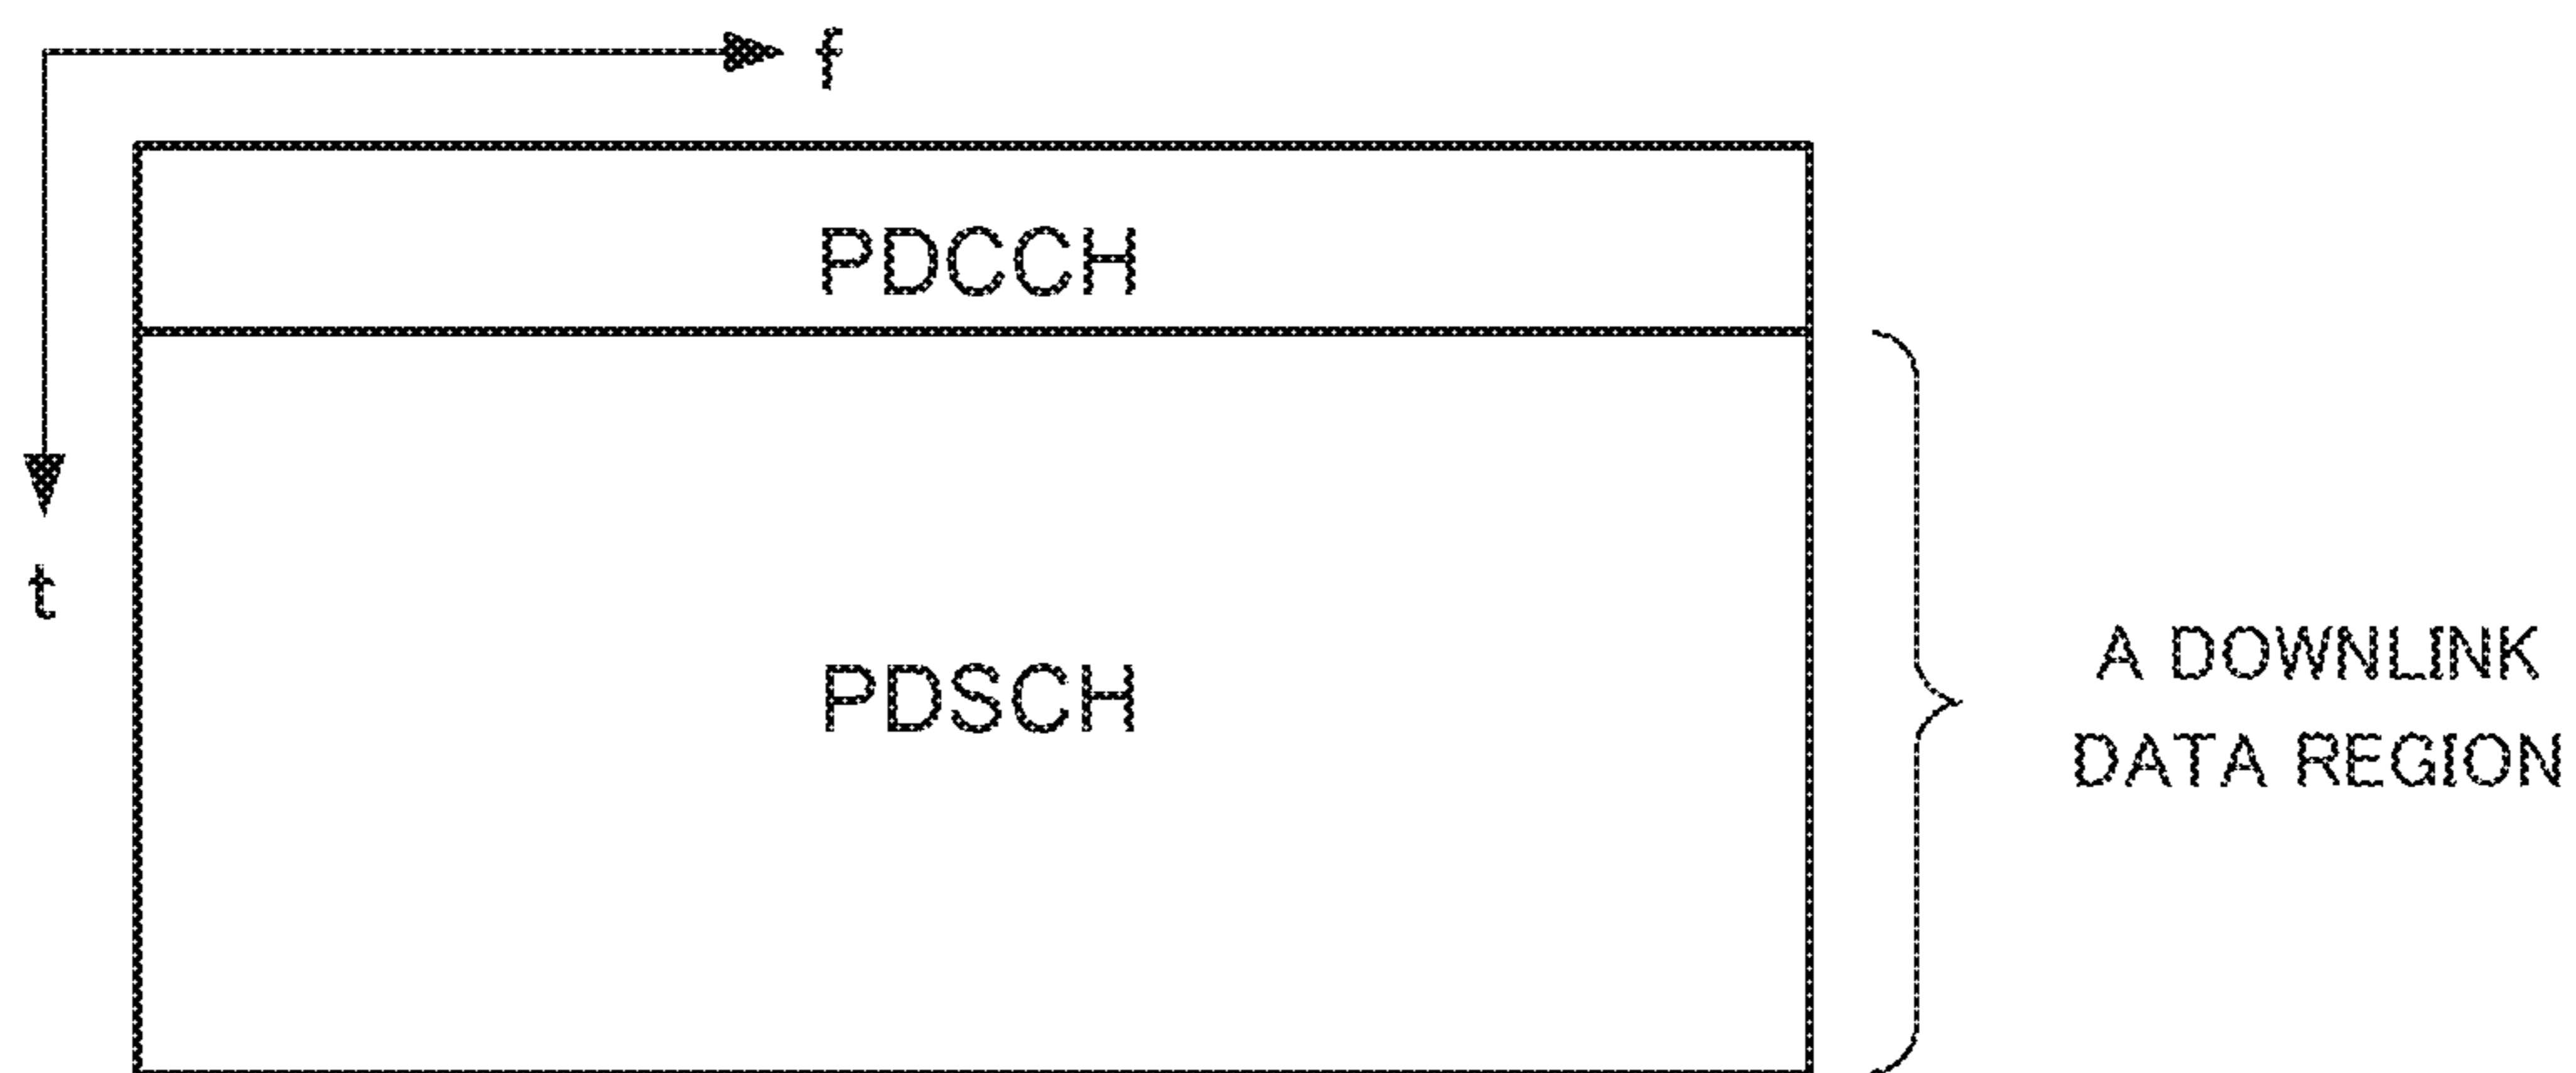 f
PDCCH
t
PDSCH
A DOWNLINK
DATA REGION